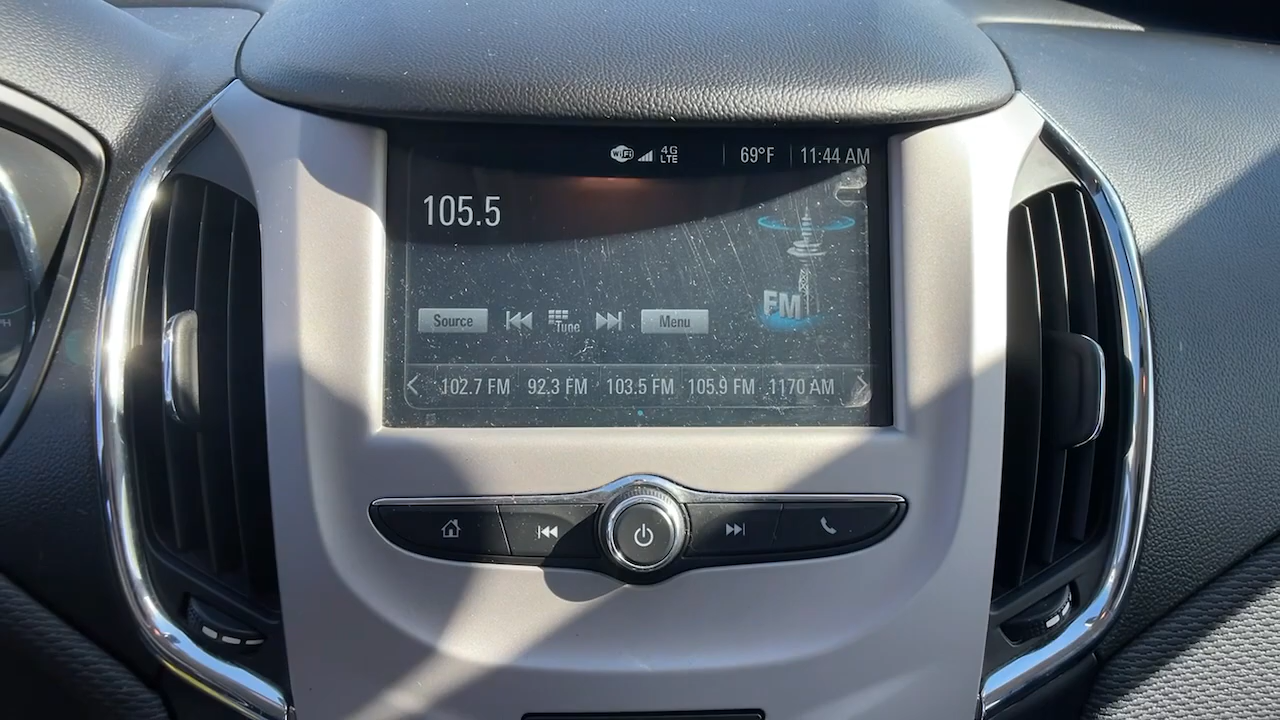 WiFi 4G LTE 69°F 11:44 AM
105.5
FM
Source Tune Menu
102.7 FM 92.3 FM 103.5 FM 105.9 FM 1170 AM